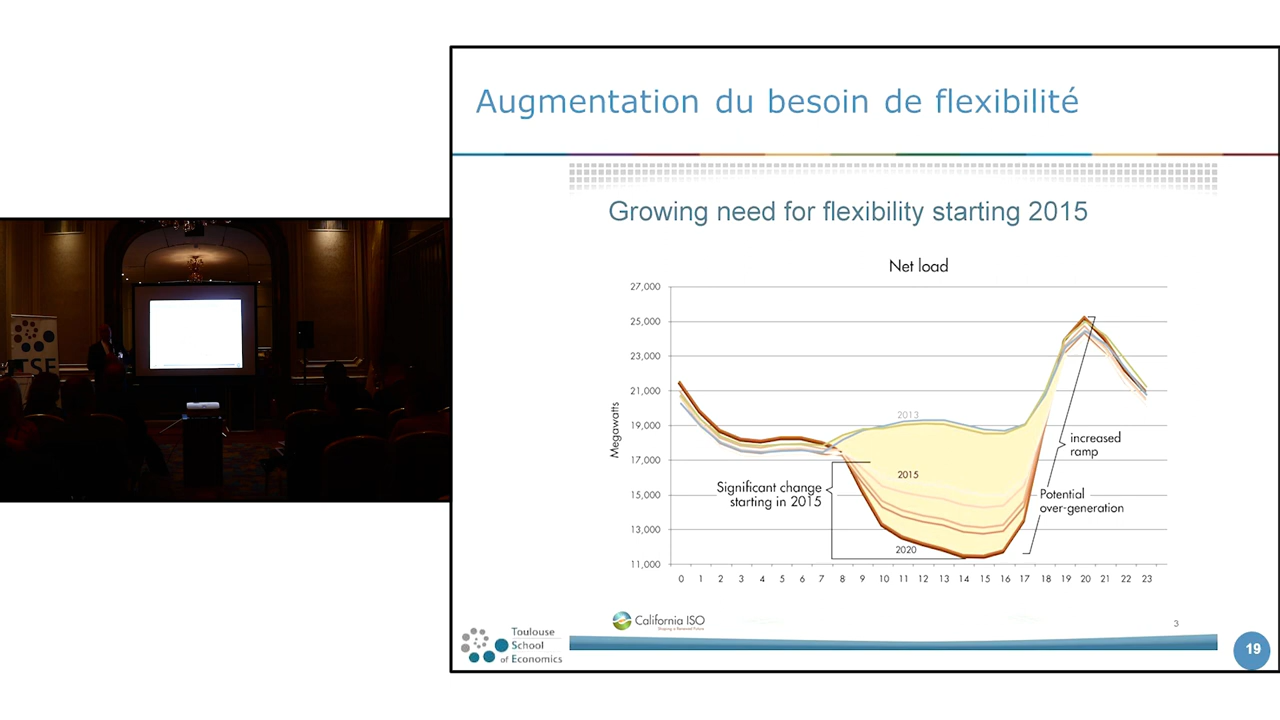 Augmentation du besoin de flexibilité
Growing need for flexibility starting 2015
Net load
27,000
25,000
23,000
21,000
19,000
17,000
15,000
13,000
11,000
Megawatts
2013
2015
2020
Significant change
starting in 2015
increased
ramp
Potential
over-generation
0 1 2 3 4 5 6 7 8 9 10 11 12 13 14 15 16 17 18 19 20 21 22 23
California ISO
Shaping a Renewed Future
3
Toulouse
School
of Economics
19
TSE